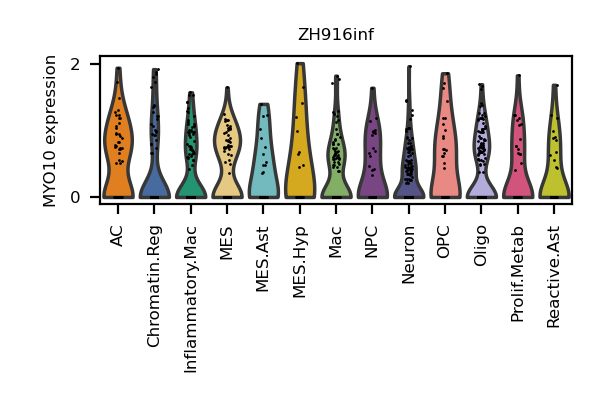 ZH916inf
MYO10 expression
2
0
AC
Chromatin.Reg
Inflammatory.Mac
MES
MES.Ast
MES.Hyp
Mac
NPC
Neuron
OPC
Oligo
Prolif.Metab
Reactive.Ast